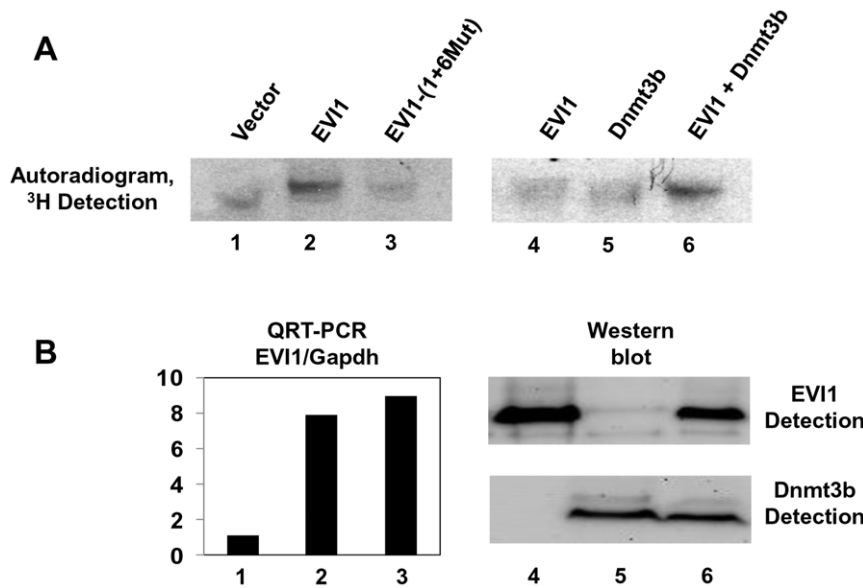 A
Vector
EVI1
EVI1-(1+6Mut)
EVI1
Dnmt3b
EVI1 + Dnmt3b
Autoradiogram,
³H Detection
1
2
3
4
5
6
B
QRT-PCR
EVI1/Gapdh
Western
blot
10
8
6
4
2
0
1
2
3
EVI1
Detection
Dnmt3b
Detection
4
5
6